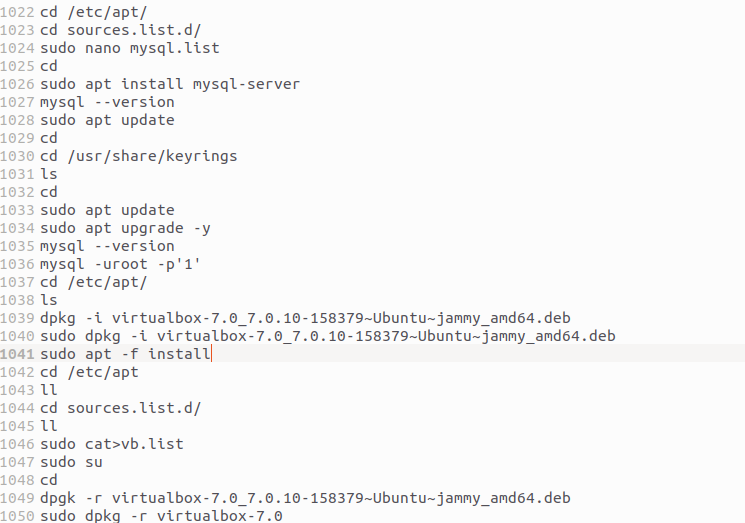 1022 cd /etc/apt/
1023 cd sources.list.d/
1024 sudo nano mysql.list
1025 cd
1026 sudo apt install mysql-server
1027 mysql --version
1028 sudo apt update
1029 cd
1030 cd /usr/share/keyrings
1031 ls
1032 cd
1033 sudo apt update
1034 sudo apt upgrade -y
1035 mysql --version
1036 mysql -uroot -p'1'
1037 cd /etc/apt/
1038 ls
1039 dpkg -i virtualbox-7.0_7.0.10-158379~Ubuntu~jammy_amd64.deb
1040 sudo dpkg -i virtualbox-7.0_7.0.10-158379~Ubuntu~jammy_amd64.deb
1041 sudo apt -f install
1042 cd /etc/apt
1043 ll
1044 cd sources.list.d/
1045 ll
1046 sudo cat>vb.list
1047 sudo su
1048 cd
1049 dpgk -r virtualbox-7.0_7.0.10-158379~Ubuntu~jammy_amd64.deb
1050 sudo dpkg -r virtualbox-7.0